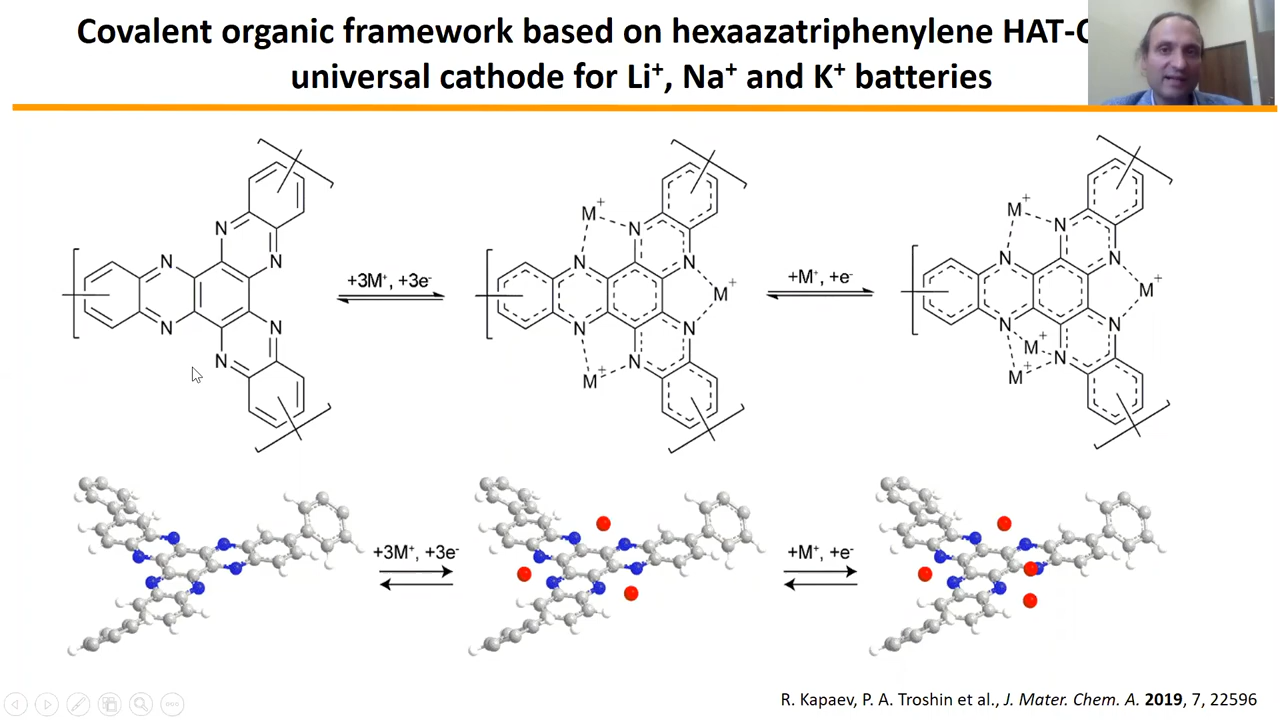 Covalent organic framework based on hexaazatriphenylene
universal cathode for Li⁺, Na⁺ and K⁺ batteries
N
N
N
N
N
N
+3M⁺, +3e⁻
M⁺
N
N
N
M⁺
N
N
N
M⁺
+M⁺, +e⁻
M⁺
N
N
N
M⁺
N
N
M⁺
N
M⁺
+3M⁺, +3e⁻
+M⁺, +e⁻
R. Kapaev, P. A. Troshin et al., J. Mater. Chem. A. 2019, 7, 22596